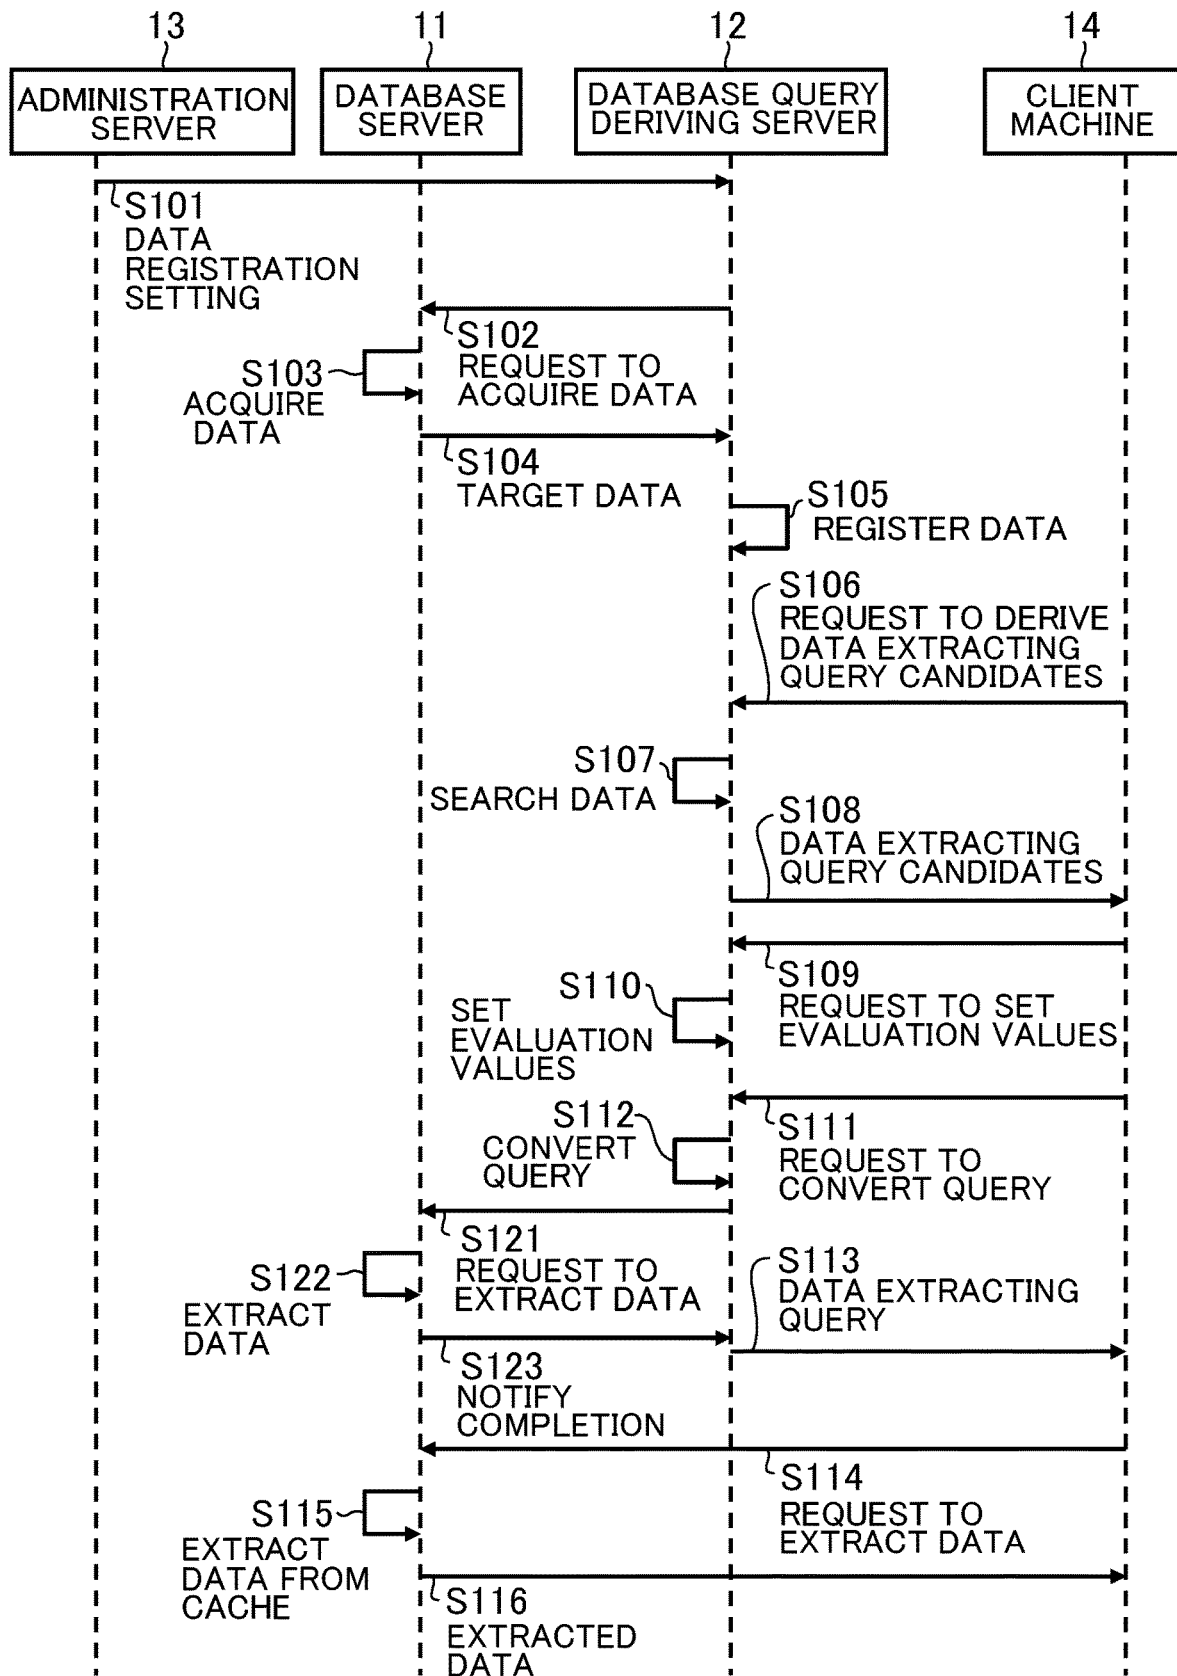 13
11
12
14
ADMINISTRATION
SERVER
DATABASE
SERVER
DATABASE QUERY
DERIVING SERVER
CLIENT
MACHINE
S101
DATA
REGISTRATION
SETTING
S102
REQUEST TO
ACQUIRE DATA
S103
ACQUIRE
DATA
S104
TARGET DATA
S105
REGISTER DATA
S106
REQUEST TO DERIVE
DATA EXTRACTING
QUERY CANDIDATES
S107
SEARCH DATA
S108
DATA EXTRACTING
QUERY CANDIDATES
S109
REQUEST TO SET
EVALUATION VALUES
S110
SET
EVALUATION
VALUES
S111
REQUEST TO
CONVERT QUERY
S112
CONVERT
QUERY
S121
REQUEST TO
EXTRACT DATA
S122
EXTRACT
DATA
S113
DATA EXTRACTING
QUERY
S123
NOTIFY
COMPLETION
S114
REQUEST TO
EXTRACT DATA
S115
EXTRACT
DATA FROM
CACHE
S116
EXTRACTED
DATA